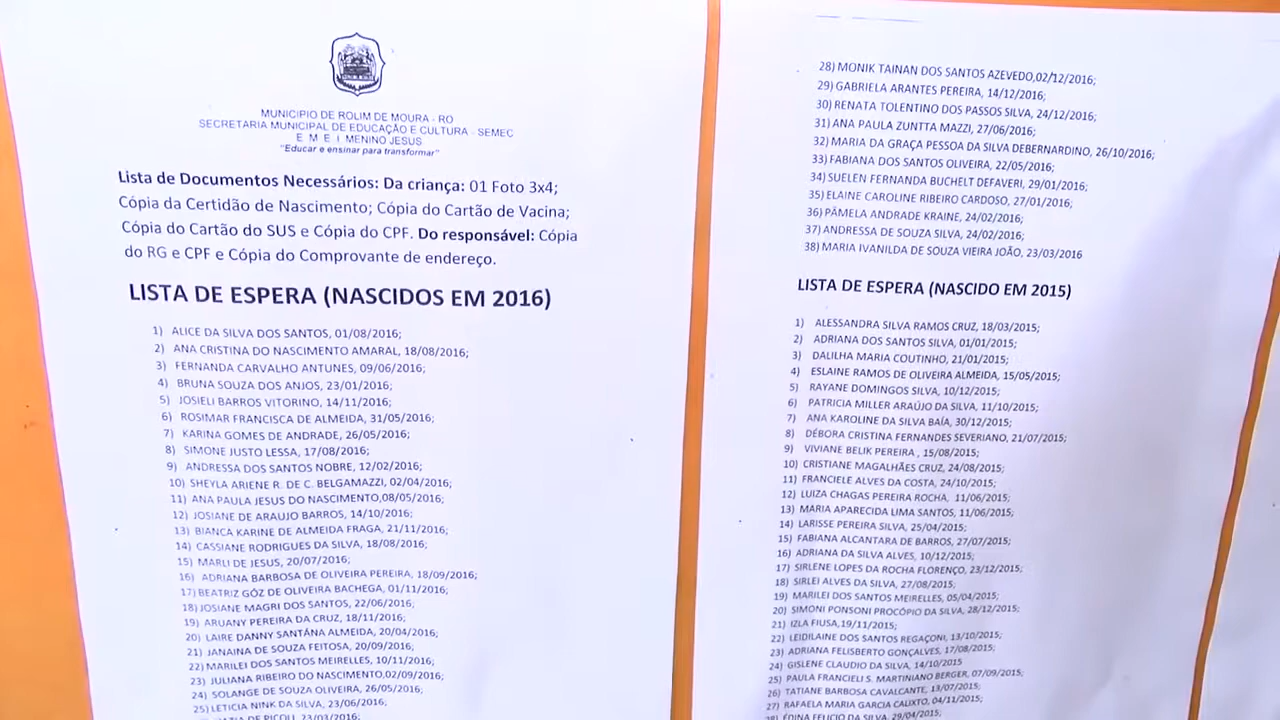 MUNICIPIO DE ROLIM DE MOURA - RO
SECRETARIA MUNICIPAL DE EDUCAÇÃO E CULTURA - SEMEC
E M E I MENINO JESUS
"Educar e ensinar para transformar"
Lista de Documentos Necessários: Da criança: 01 Foto 3x4;
Cópia da Certidão de Nascimento; Cópia do Cartão de Vacina;
Cópia do Cartão do SUS e Cópia do CPF. Do responsável: Cópia
do RG e CPF e Cópia do Comprovante de endereço.
LISTA DE ESPERA (NASCIDOS EM 2016)
1) ALICE DA SILVA DOS SANTOS, 01/08/2016;
2) ANA CRISTINA DO NASCIMENTO AMARAL, 18/08/2016;
3) FERNANDA CARVALHO ANTUNES, 09/06/2016;
4) BRUNA SOUZA DOS ANJOS, 23/01/2016;
5) JOSIELI BARROS VITORINO, 14/11/2016;
6) ROSIMAR FRANCISCA DE ALMEIDA, 31/05/2016;
7) KARINA GOMES DE ANDRADE, 26/05/2016;
8) SIMONE JUSTO LESSA, 17/08/2016;
9) ANDRESSA DOS SANTOS NOBRE, 12/02/2016;
10) SHEYLA ARIENE R. DE C. BELGAMAZZI, 02/04/2016;
11) ANA PAULA JESUS DO NASCIMENTO,08/05/2016;
12) JOSIANE DE ARAUJO BARROS, 14/10/2016;
13) BIANCA KARINE DE ALMEIDA FRAGA, 21/11/2016;
14) CASSIANE RODRIGUES DA SILVA, 18/08/2016;
15) MARLI DE JESUS, 20/07/2016;
16) ADRIANA BARBOSA DE OLIVEIRA PEREIRA, 18/09/2016;
17) BEATRIZ GÓZ DE OLIVEIRA BACHEGA, 01/11/2016;
18) JOSIANE MAGRI DOS SANTOS, 22/06/2016;
19) ARUANY PEREIRA DA CRUZ, 18/11/2016;
20) LAIRE DANNY SANTÁNA ALMEIDA, 20/04/2016;
21) JANAINA DE SOUZA FEITOSA, 20/09/2016;
22) MARILEI DOS SANTOS MEIRELLES, 10/11/2016;
23) JULIANA RIBEIRO DO NASCIMENTO,02/09/2016;
24) SOLANGE DE SOUZA OLIVEIRA, 26/05/2016;
25) LETICIA NINK DA SILVA, 23/06/2016;
DE PICOLI, 23/03/2016;
28) MONIK TAINAN DOS SANTOS AZEVEDO,02/12/2016;
29) GABRIELA ARANTES PEREIRA, 14/12/2016;
30) RENATA TOLENTINO DOS PASSOS SILVA, 24/12/2016;
31) ANA PAULA ZUNTTA MAZZI, 27/06/2016;
32) MARIA DA GRAÇA PESSOA DA SILVA DEBERNARDINO, 26/10/2016;
33) FABIANA DOS SANTOS OLIVEIRA, 22/05/2016;
34) SUELEN FERNANDA BUCHELT DEFAVERI, 29/01/2016;
35) ELAINE CAROLINE RIBEIRO CARDOSO, 27/01/2016;
36) PÂMELA ANDRADE KRAINE, 24/02/2016;
37) ANDRESSA DE SOUZA SILVA, 24/02/2016;
38) MARIA IVANILDA DE SOUZA VIEIRA JOÃO, 23/03/2016
LISTA DE ESPERA (NASCIDO EM 2015)
1) ALESSANDRA SILVA RAMOS CRUZ, 18/03/2015;
2) ADRIANA DOS SANTOS SILVA, 01/01/2015;
3) DALILHA MARIA COUTINHO, 21/01/2015;
4) ESLAINE RAMOS DE OLIVEIRA ALMEIDA, 15/05/2015;
5) RAYANE DOMINGOS SILVA, 10/12/2015;
6) PATRICIA MILLER ARAÚJO DA SILVA, 11/10/2015;
7) ANA KAROLINE DA SILVA BAÍA, 30/12/2015;
8) DÉBORA CRISTINA FERNANDES SEVERIANO, 21/07/2015;
9) VIVIANE BELIK PEREIRA , 15/08/2015;
10) CRISTIANE MAGALHÃES CRUZ, 24/08/2015;
11) FRANCIELE ALVES DA COSTA, 24/10/2015;
12) LUIZA CHAGAS PEREIRA ROCHA, 11/06/2015;
13) MARIA APARECIDA LIMA SANTOS, 11/06/2015;
14) LARISSE PEREIRA SILVA, 25/04/2015;
15) FABIANA ALCANTARA DE BARROS, 27/07/2015;
16) ADRIANA DA SILVA ALVES, 10/12/2015;
17) SIRLENE LOPES DA ROCHA FLORENÇO, 23/12/2015;
18) SIRLEI ALVES DA SILVA, 27/08/2015;
19) MARILEI DOS SANTOS MEIRELLES, 05/04/2015;
20) SIMONI PONSONI PROCÓPIO DA SILVA, 28/12/2015;
21) IZLA FIUSA,19/11/2015;
22) LEIDILAINE DOS SANTOS REGAÇONI, 13/10/2015;
23) ADRIANA FELISBERTO GONÇALVES, 17/08/2015;
24) GISLENE CLAUDIO DA SILVA, 14/10/2015
25) PAULA FRANCIELI S. MARTINIANO BERGER, 07/09/2015;
26) TATIANE BARBOSA CAVALCANTE, 13/07/2015;
27) RAFAELA MARIA GARCIA CALIXTO, 04/11/2015;
28) EDINA FELICIO DA SILVA, 29/04/2015;